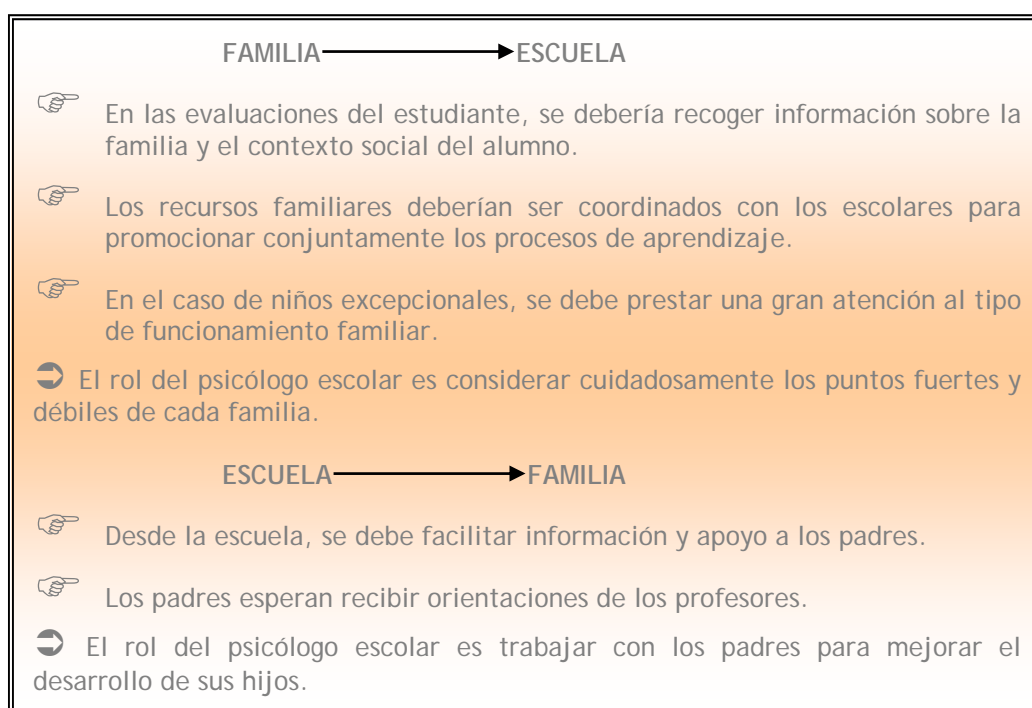 FAMILIA ESCUELA
En las evaluaciones del estudiante, se debería recoger información sobre la
familia y el contexto social del alumno.
Los recursos familiares deberían ser coordinados con los escolares para
promocionar conjuntamente los procesos de aprendizaje.
En el caso de niños excepcionales, se debe prestar una gran atención al tipo
de funcionamiento familiar.
El rol del psicólogo escolar es considerar cuidadosamente los puntos fuertes y
débiles de cada familia.
ESCUELA FAMILIA
Desde la escuela, se debe facilitar información y apoyo a los padres.
Los padres esperan recibir orientaciones de los profesores.
El rol del psicólogo escolar es trabajar con los padres para mejorar el
desarrollo de sus hijos.